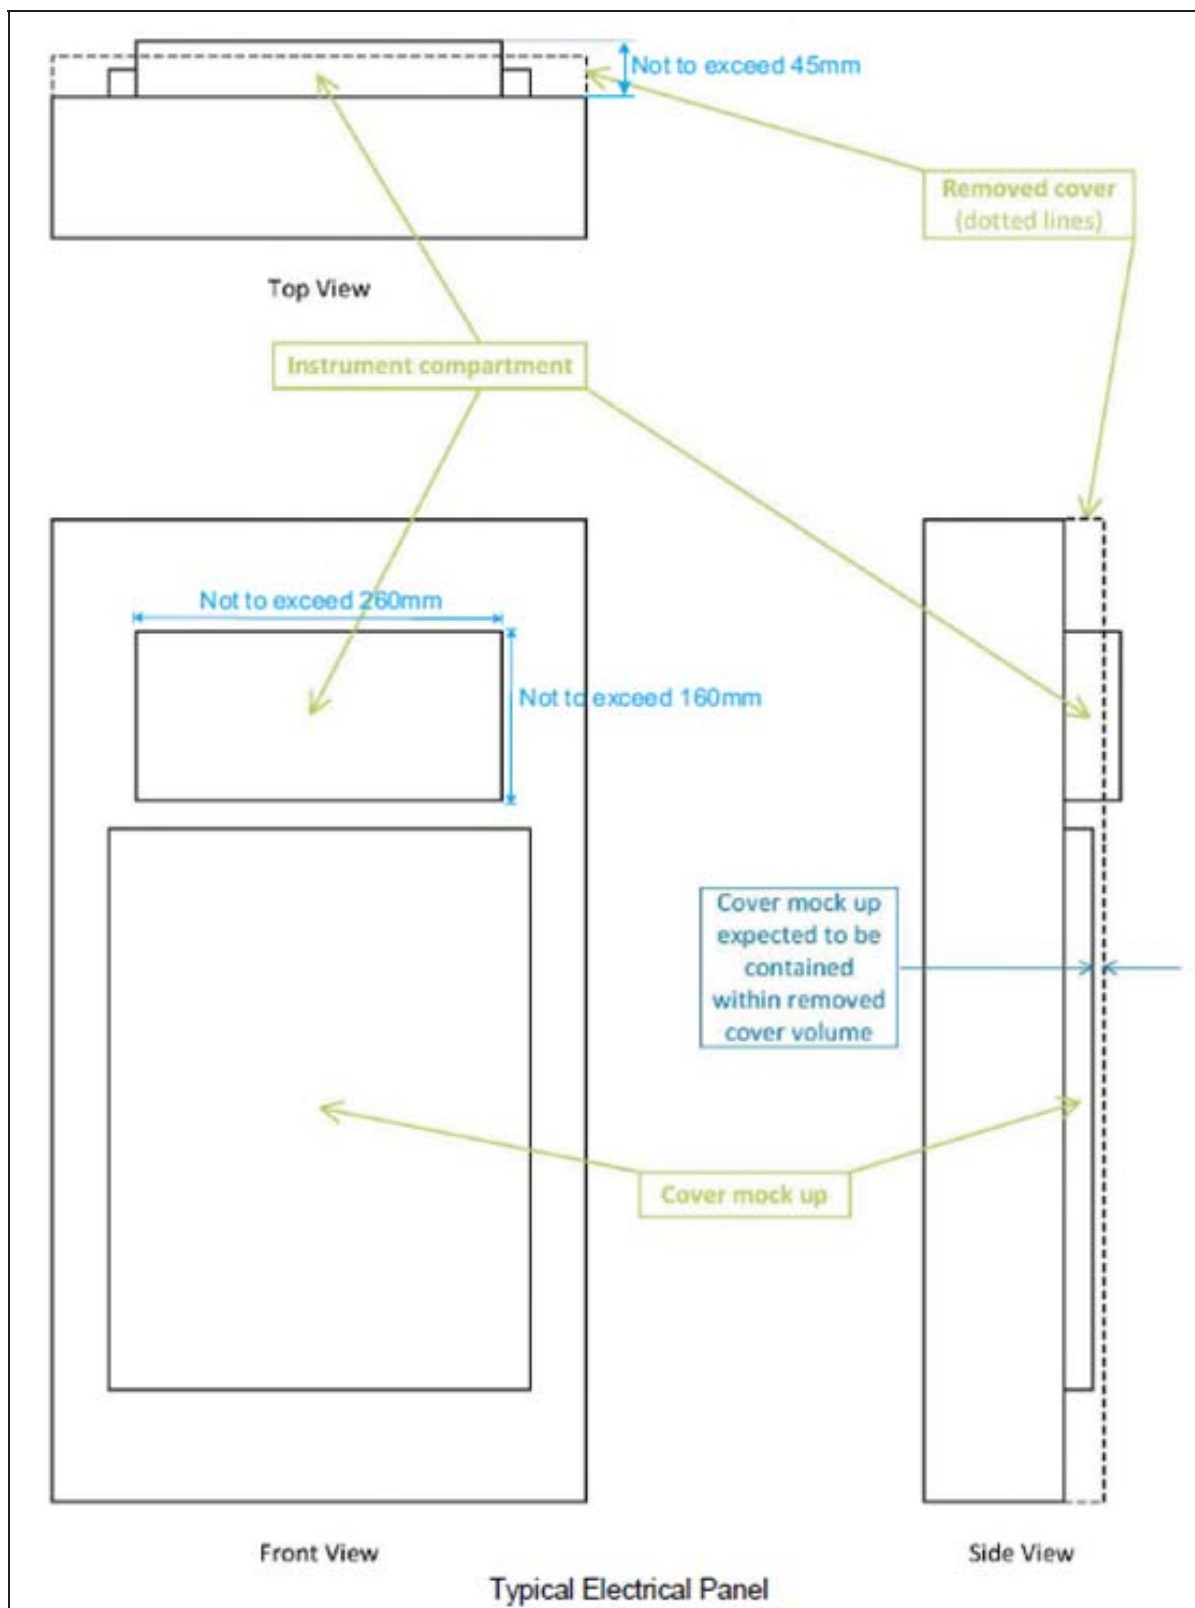 Not to exceed 45mm
Removed cover
(dotted lines)
Top View
Instrument compartment
Not to exceed 260mm
Not to exceed 160mm
Cover mock up
expected to be
contained
within removed
cover volume
Cover mock up
Front View
Side View
Typical Electrical Panel